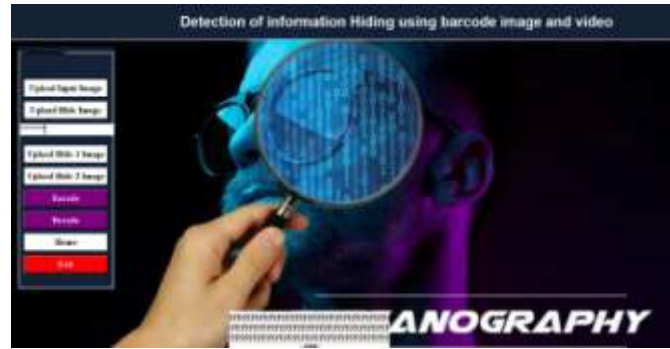 Detection of information Hiding using barcode image and video
Upload Input Image
Upload Hide Image
Upload Hide 1 Image
Upload Hide 2 Image
Encode
Decode
Exit
ANOGRAPHY